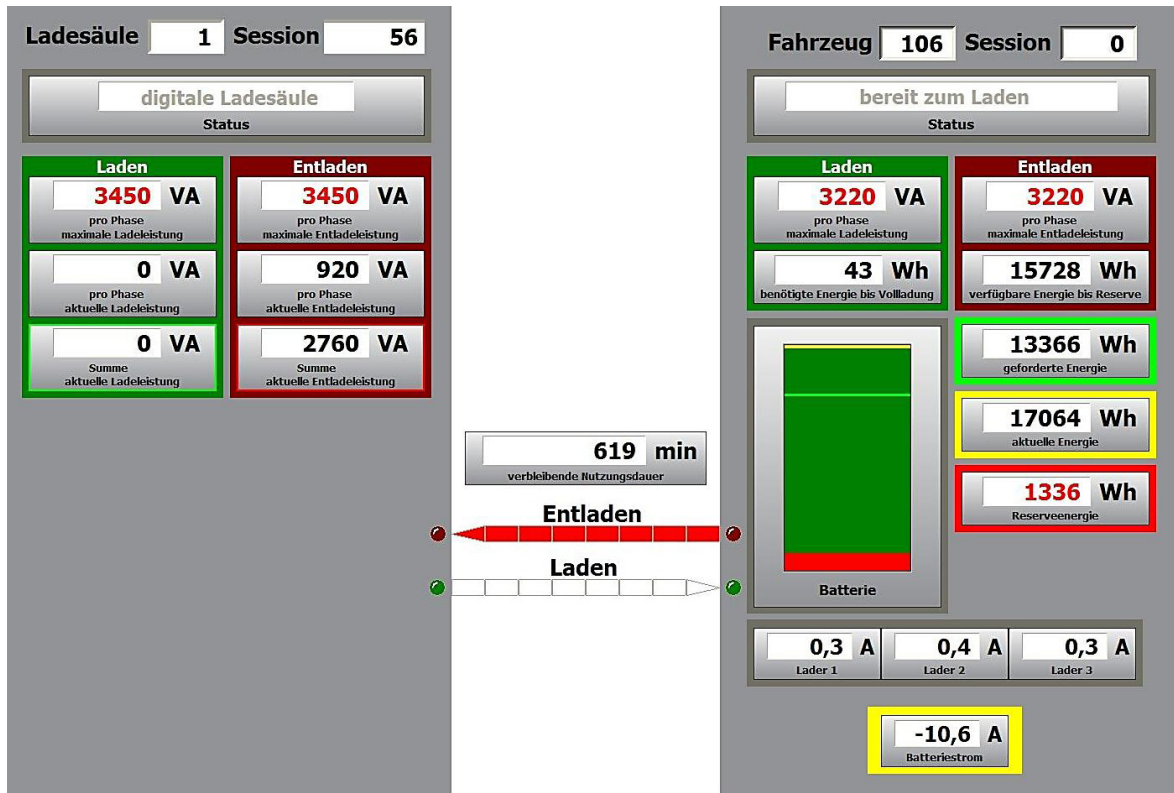 Ladesäule 1 Session 56
digitale Ladesäule
Status
Laden
3450 VA
pro Phase
maximale Ladeleistung
0 VA
pro Phase
aktuelle Ladeleistung
0 VA
Summe
aktuelle Ladeleistung
Entladen
3450 VA
pro Phase
maximale Entladeleistung
920 VA
pro Phase
aktuelle Entladeleistung
2760 VA
Summe
aktuelle Entladeleistung
619 min
verbleibende Nutzungsdauer
Entladen
Laden
Fahrzeug 106 Session 0
bereit zum Laden
Status
Laden
3220 VA
pro Phase
maximale Ladeleistung
43 Wh
benötigte Energie bis Vollladung
Entladen
3220 VA
pro Phase
maximale Entladeleistung
15728 Wh
verfügbare Energie bis Reserve
13366 Wh
geforderte Energie
17064 Wh
aktuelle Energie
1336 Wh
Reserveenergie
Batterie
0,3 A
Lader 1
0,4 A
Lader 2
0,3 A
Lader 3
-10,6 A
Batteriestrom